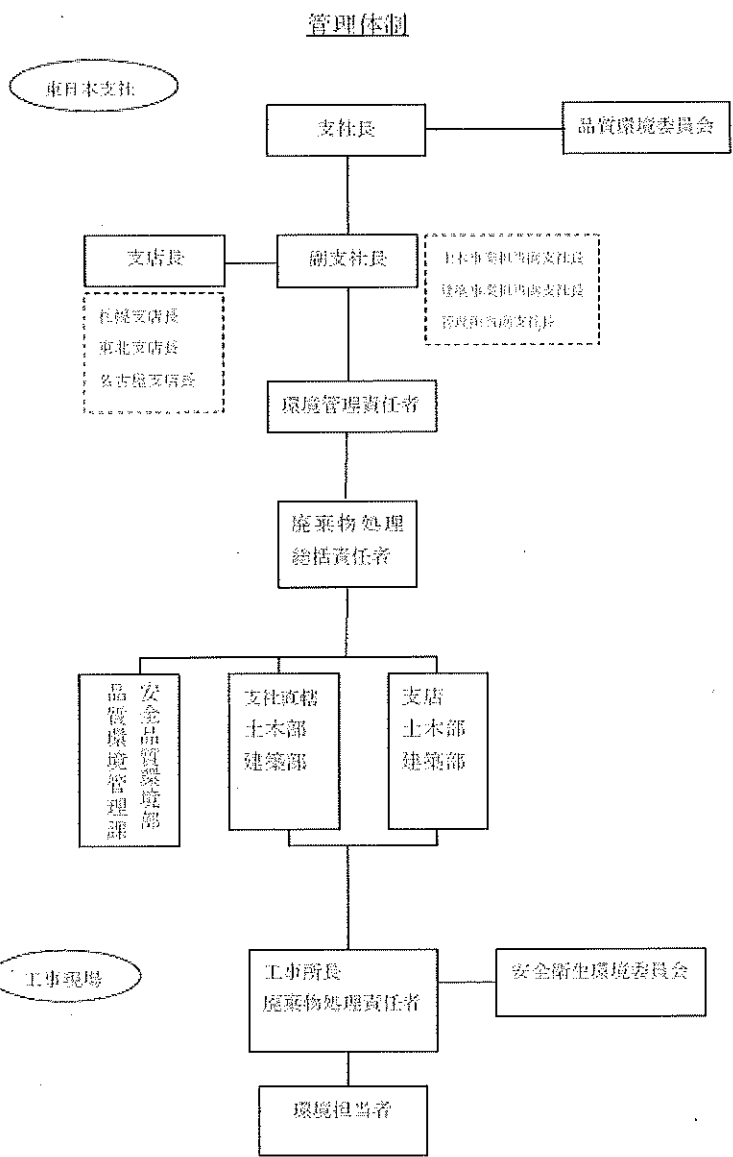 管理体制
東日本支社
支社長
品質環境委員会
支店長
副支社長
土木事業担当副支社長
建築事業担当副支社長
管理担当副支社長
札幌支店長
東北支店長
名古屋支店長
環境管理責任者
廃棄物処理
総括責任者
安全品質環境部
品質環境管理課
支社直轄
土木部
建築部
支店
土木部
建築部
工事現場
工事所長
廃棄物処理責任者
安全衛生環境委員会
環境担当者